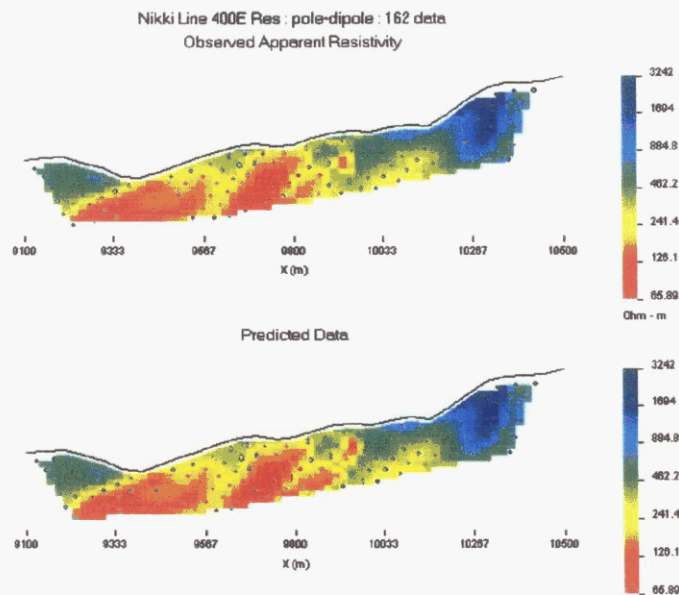 Nikki Line 400E Res : pole-dipole : 162 data
Observed Apparent Resistivity
3242
1694
884.8
462.2
241.4
126.1
65.89
Ohm - m
9100 9333 9567 9800 10033 10267 10500
X (m)
Predicted Data
3242
1694
884.8
462.2
241.4
126.1
65.89
9100 9333 9567 9800 10033 10267 10500
X (m)